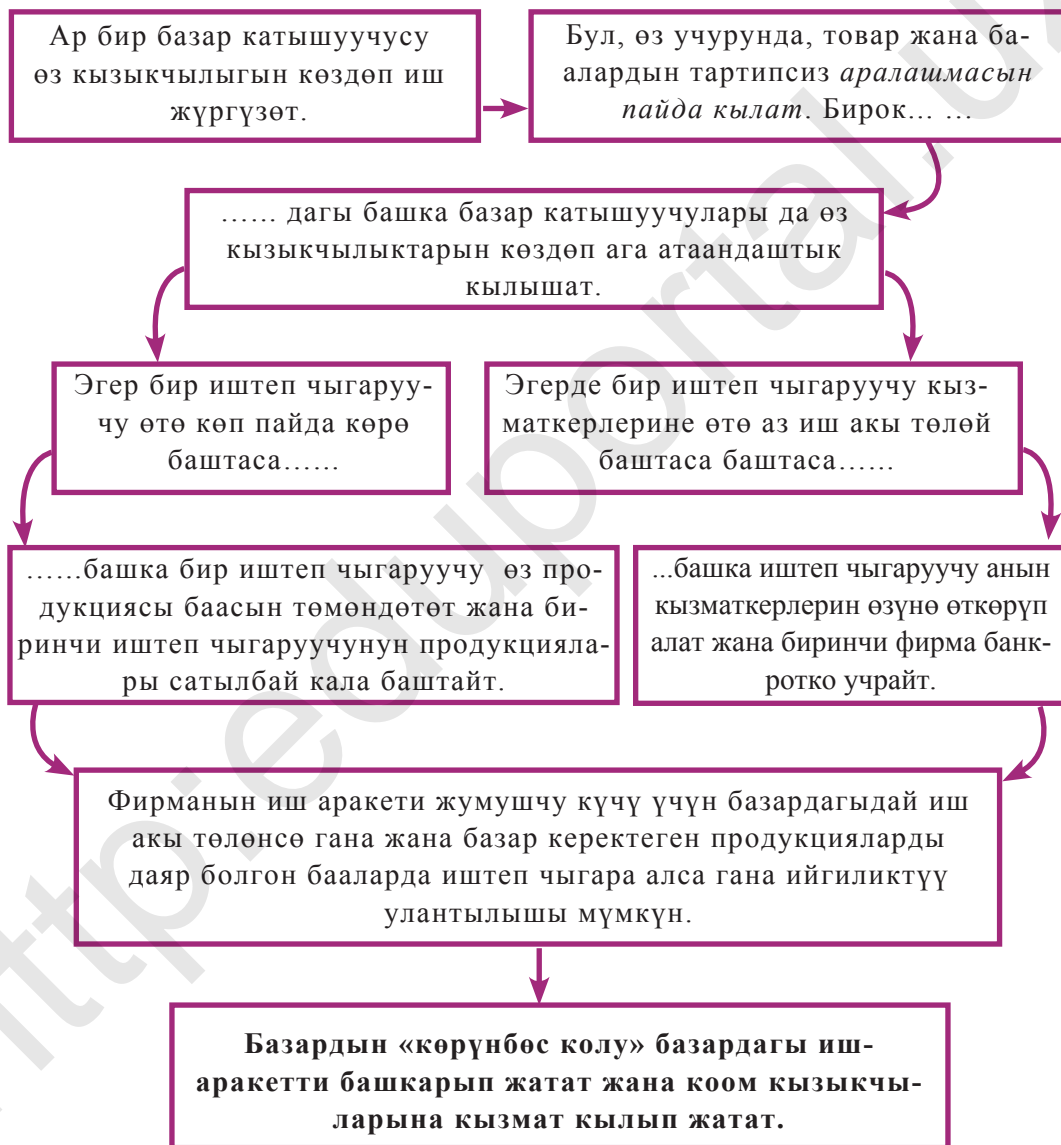 Ар бир базар катышуучусу
өз кызыкчылыгын көздөп иш
жүргүзөт.
Бул, өз учурунда, товар жана ба-
алардын тартипсиз аралашмасын
пайда кылат. Бирок... ...
...... дагы башка базар катышуучулары да өз
кызыкчылыктарын көздөп ага атаандаштык
кылышат.
Эгер бир иштеп чыгаруу-
чу өтө көп пайда көрө
баштаса......
Эгерде бир иштеп чыгаруучу кыз-
маткерлерине өтө аз иш акы төлөй
баштаса баштаса......
......башка бир иштеп чыгаруучу өз про-
дукциясы баасын төмөндөтөт жана би-
ринчи иштеп чыгаруучунун продукцияла-
ры сатылбай кала баштайт.
...башка иштеп чыгаруучу анын
кызматкерлерин өзүнө өткөрүп
алат жана биринчи фирма банк-
ротко учрайт.
Фирманын иш аракети жумушчу күчү үчүн базардагыдай иш
акы төлөнсө гана жана базар керектеген продукцияларды
даяр болгон бааларда иштеп чыгара алса гана ийгиликтүү
улантылышы мүмкүн.
Базардын «көрүнбөс колу» базардагы иш-
аракетти башкарып жатат жана коом кызыкчы-
ларына кызмат кылып жатат.
http:eduportal.uz